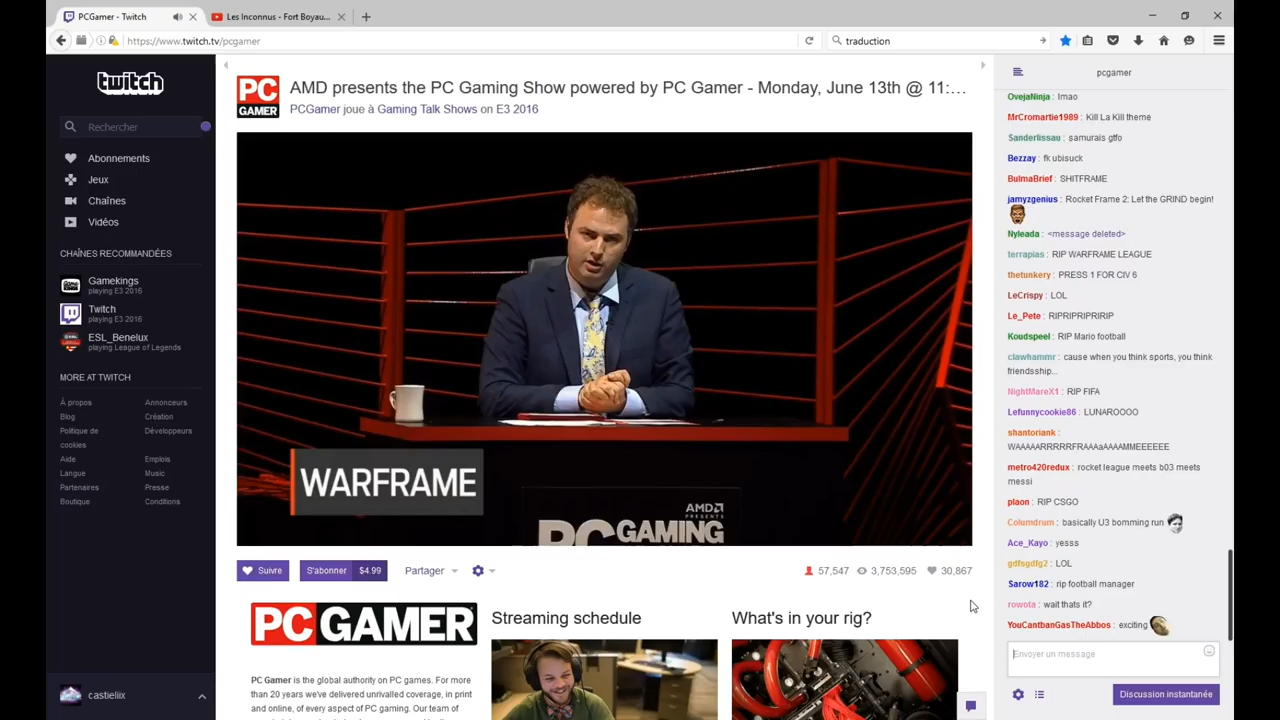 PCGamer - Twitch
Les Inconnus - Fort Boyau...
https://www.twitch.tv/pcgamer
traduction
twitch
Rechercher
Abonnements
Jeux
Chaînes
Vidéos
CHAÎNES RECOMMANDÉES
Gamekings
playing E3 2016
Twitch
playing E3 2016
ESL_Benelux
playing League of Legends
MORE AT TWITCH
À propos
Annonceurs
Blog
Création
Politique de
cookies
Développeurs
Aide
Emplois
Langue
Music
Partenaires
Presse
Boutique
Conditions
castieliix
PC
GAMER
AMD presents the PC Gaming Show powered by PC Gamer - Monday, June 13th @ 11:...
PCGamer joue à Gaming Talk Shows on E3 2016
WARFRAME
AMD
PRESENTS
PC GAMING
Suivre
S'abonner $4.99
Partager
57,547
3,753,595
30,867
PC GAMER
PC Gamer is the global authority on PC games. For more
than 20 years we've delivered unrivalled coverage, in print
and online, of every aspect of PC gaming. Our team of
Streaming schedule
What's in your rig?
pcgamer
OvejaNinja : lmao
MrCromartie1989 : Kill La Kill theme
Sanderlissau : samurais gtfo
Bezzay : fk ubisuck
BulmaBrief : SHITFRAME
jamyzgenius : Rocket Frame 2: Let the GRIND begin!
Nyleada : <message deleted>
terrapias : RIP WARFRAME LEAGUE
thetunkery : PRESS 1 FOR CIV 6
LeCrispy : LOL
Le_Pete : RIPRIPRIPRIRIP
Koudspeel : RIP Mario football
clawhammr : cause when you think sports, you think
friendsship...
NightMareX1 : RIP FIFA
Lefunnycookie86 : LUNAROOOO
shantoriank :
WAAAAARRRRRFRAAAaAAAAMMEEEEEE
metro420redux : rocket league meets b03 meets
messi
plaon : RIP CSGO
Columdrum : basically U3 bomming run
Ace_Kayo : yesss
gdfsgdfg2 : LOL
Sarow182 : rip football manager
rowota : wait thats it?
YouCantbanGasTheAbbos : exciting
Envoyer un message
Discussion instantanée